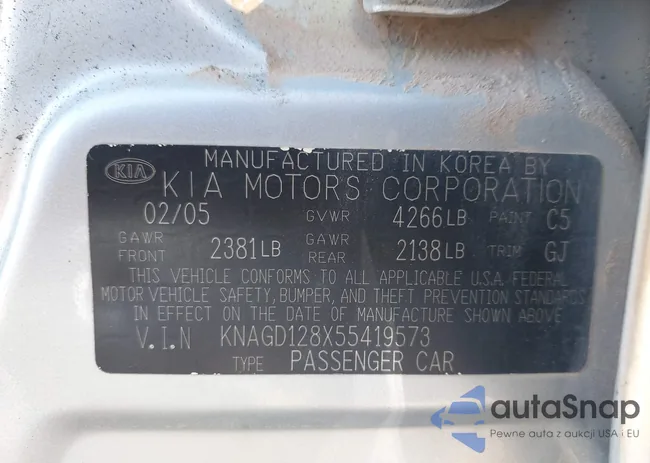 MANUFACTURED IN KOREA BY
KIA KIA MOTORS CORPORATION
02/05 GVWR 4266LB PAINT C5
GAWR FRONT 2381LB GAWR REAR 2138LB TRIM GJ
THIS VEHICLE CONFORMS TO ALL APPLICABLE U.S.A. FEDERAL
MOTOR VEHICLE SAFETY, BUMPER, AND THEFT PREVENTION STANDARDS
IN EFFECT ON THE DATE OF MANUFACTURE SHOWN ABOVE
V.I.N KNAGD128X55419573
TYPE PASSENGER CAR
autaSnap
Pewne auta z aukcji USA i EU